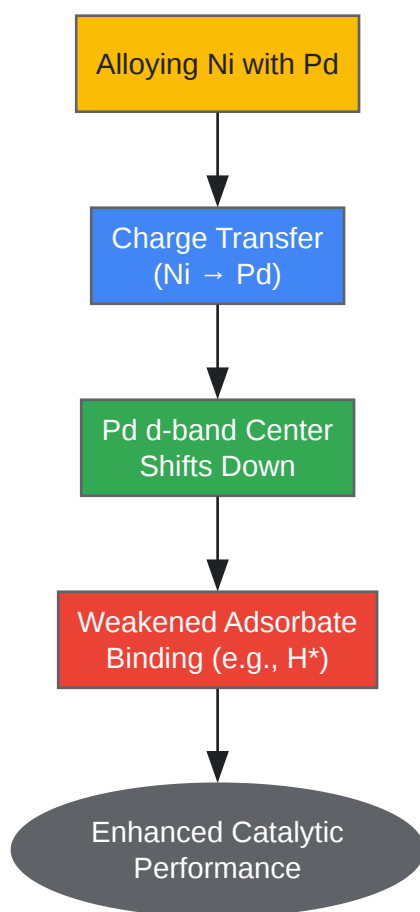 Alloying Ni with Pd
Charge Transfer
(Ni → Pd)
Pd d-band Center
Shifts Down
Weakened Adsorbate
Binding (e.g., H*)
Enhanced Catalytic
Performance